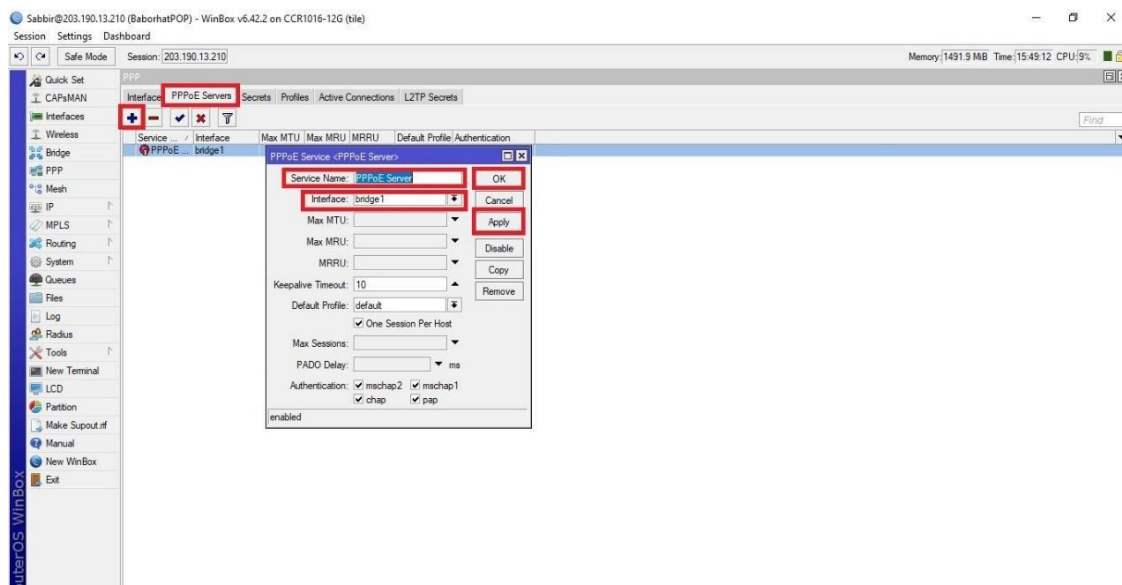 Sabbir@203.190.13.210 (BaborhatPOP) - WinBox v6.42.2 on CCR1016-12G (tile)
Session Settings Dashboard
Safe Mode Session: 203.190.13.210 Memory: 1491.9 MiB Time: 15:49:12 CPU: 9%
Quick Set
CAPsMAN
Interfaces
Wireless
Bridge
PPP
Mesh
IP
MPLS
Routing
System
Queues
Files
Log
Radius
Tools
New Terminal
LCD
Partition
Make Supout.rif
Manual
New WinBox
Exit
outerOS WinBox
PPP
Interface PPPoE Servers Secrets Profiles Active Connections L2TP Secrets
Find
Service ... / Interface Max MTU Max MRU MRRU Default Profile Authentication
PPPoE ... bridge1
PPPoE Service <PPPoE Server>
Service Name: PPPoE Server OK
Interface: bridge1 Cancel
Max MTU: Apply
Max MRU:
Disable
MRRU:
Copy
Keepalive Timeout: 10
Remove
Default Profile: default
One Session Per Host
Max Sessions:
PADO Delay: ms
Authentication: mschap2 mschap1
chap pap
enabled